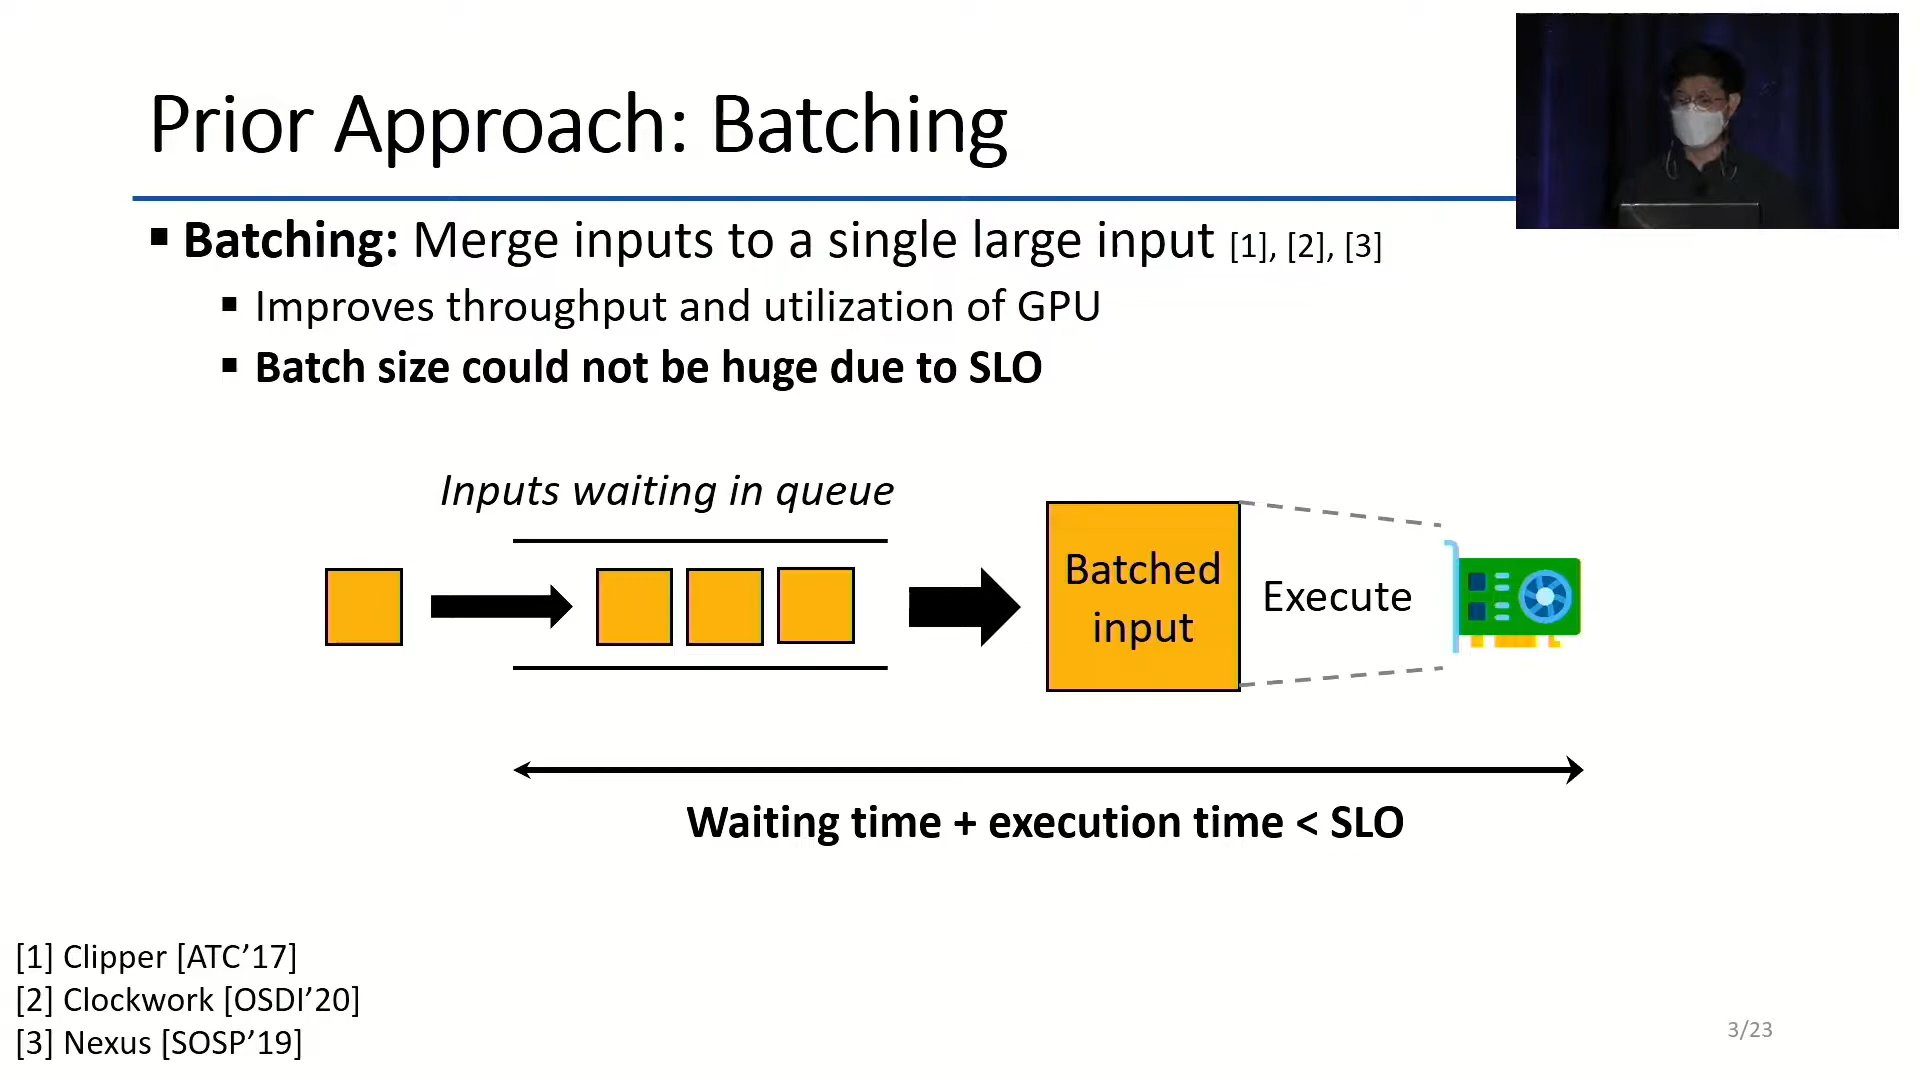 Prior Approach: Batching
▪ Batching: Merge inputs to a single large input [1], [2], [3]
▪ Improves throughput and utilization of GPU
▪ Batch size could not be huge due to SLO
Inputs waiting in queue
Batched
input
Execute
Waiting time + execution time < SLO
[1] Clipper [ATC’17]
[2] Clockwork [OSDI’20]
[3] Nexus [SOSP’19]
3/23